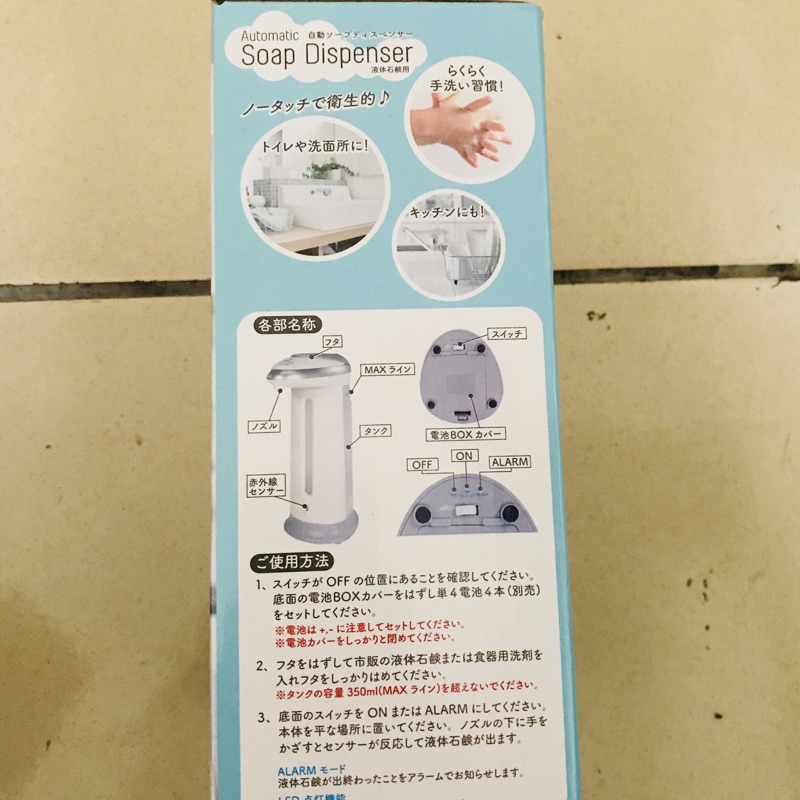 Automatic 自動ソープディスペンサー
Soap Dispenser
液体石鹸用
らくらく
手洗い習慣!
ノータッチで衛生的♪
トイレや洗面所に!
キッチンにも!
各部名称
フタ
スイッチ
MAX ライン
ノズル
タンク
電池BOX カバー
OFF
ON
ALARM
赤外線
センサー
ご使用方法
1、スイッチが OFF の位置にあることを確認してください。
底面の電池BOXカバーをはずし単4電池4本(別売)
をセットしてください。
※電池は +,- に注意してセットしてください。
※電池カバーをしっかりと閉めてください。
2、フタをはずして市販の液体石鹸または食器用洗剤を
入れフタをしっかりはめてください。
※タンクの容量 350ml(MAX ライン)を超えないでください。
3、底面のスイッチを ON または ALARM にしてください。
本体を平な場所に置いてください。ノズルの下に手を
かざすとセンサーが反応して液体石鹸が出ます。
ALARM モード
液体石鹸が出終わったことをアラームでお知らせします。
LED 点灯機能